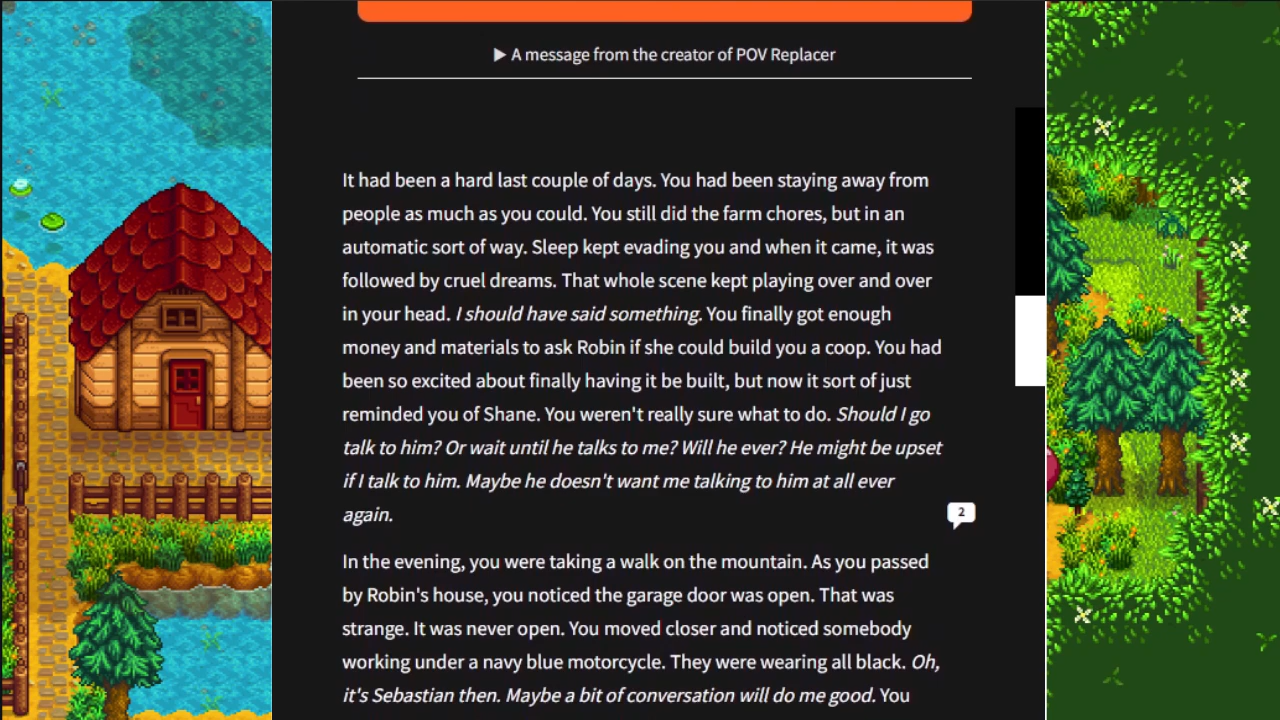 ▶ A message from the creator of POV Replacer
It had been a hard last couple of days. You had been staying away from
people as much as you could. You still did the farm chores, but in an
automatic sort of way. Sleep kept evading you and when it came, it was
followed by cruel dreams. That whole scene kept playing over and over
in your head. I should have said something. You finally got enough
money and materials to ask Robin if she could build you a coop. You had
been so excited about finally having it be built, but now it sort of just
reminded you of Shane. You weren't really sure what to do. Should I go
talk to him? Or wait until he talks to me? Will he ever? He might be upset
if I talk to him. Maybe he doesn't want me talking to him at all ever
again.
2
In the evening, you were taking a walk on the mountain. As you passed
by Robin's house, you noticed the garage door was open. That was
strange. It was never open. You moved closer and noticed somebody
working under a navy blue motorcycle. They were wearing all black. Oh,
it's Sebastian then. Maybe a bit of conversation will do me good. You